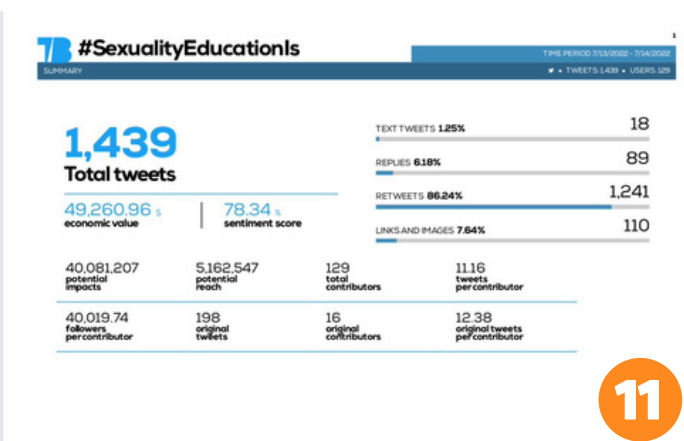 1
TB #SexualityEducationIs
TIME PERIOD 7/13/2022 - 7/14/2022
SUMMARY
• TWEETS 1,439 • USERS 129
1,439
Total tweets
49,260.96 $
economic value
78.34 %
sentiment score
TEXT TWEETS 1.25% 18
REPLIES 6.18% 89
RETWEETS 86.24% 1,241
LINKS AND IMAGES 7.64% 110
40,081,207
potential
impacts
5,162,547
potential
reach
129
total
contributors
11.16
tweets
per contributor
40,019.74
followers
per contributor
198
original
tweets
16
original
contributors
12.38
original tweets
per contributor
11